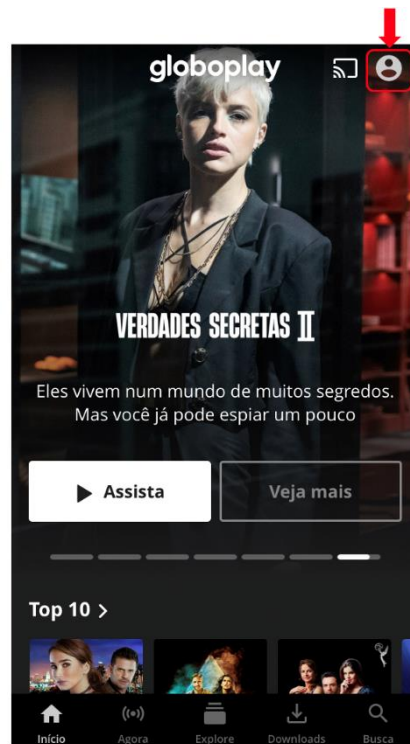 globoplay
VERDADES SECRETAS II
Eles vivem num mundo de muitos segredos.
Mas você já pode espiar um pouco
Assista
Veja mais
Top 10 >
Início
Agora
Explore
Downloads
Busca